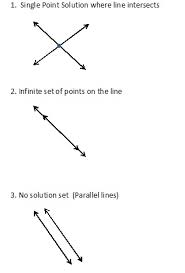 1. Single Point Solution where line intersects
2. Infinite set of points on the line
3. No solution set (Parallel lines)